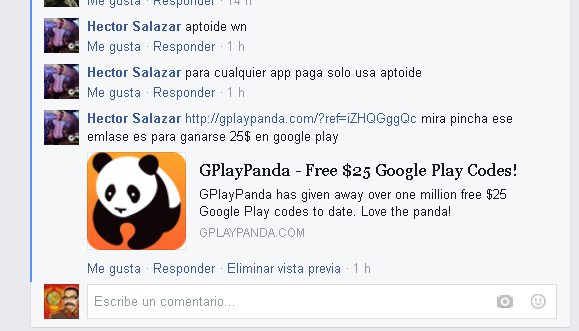 Me gusta · Responder · 14 h
Hector Salazar aptoide wn
Me gusta · Responder · 1 h
Hector Salazar para cualquier app paga solo usa aptoide
Me gusta · Responder · 1 h
Hector Salazar http://gplaypanda.com/?ref=iZHQGggQc mira pincha ese
emlase es para ganarse 25$ en google play
GPlayPanda - Free $25 Google Play Codes!
GPlayPanda has given away over one million free $25
Google Play codes to date. Love the panda!
GPLAYPANDA.COM
Me gusta · Responder · Eliminar vista previa · 1 h
Escribe un comentario...